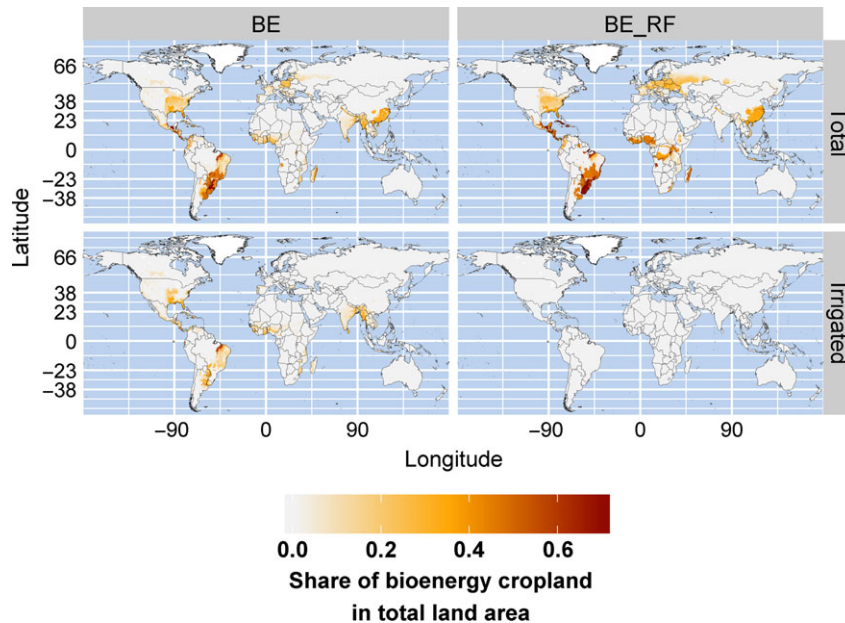 BE
BE_RF
66
38
23
0
−23
−38
Total
Latitude
66
38
23
0
−23
−38
Irrigated
−90
0
90
−90
0
90
Longitude
0.0
0.2
0.4
0.6
Share of bioenergy cropland
in total land area